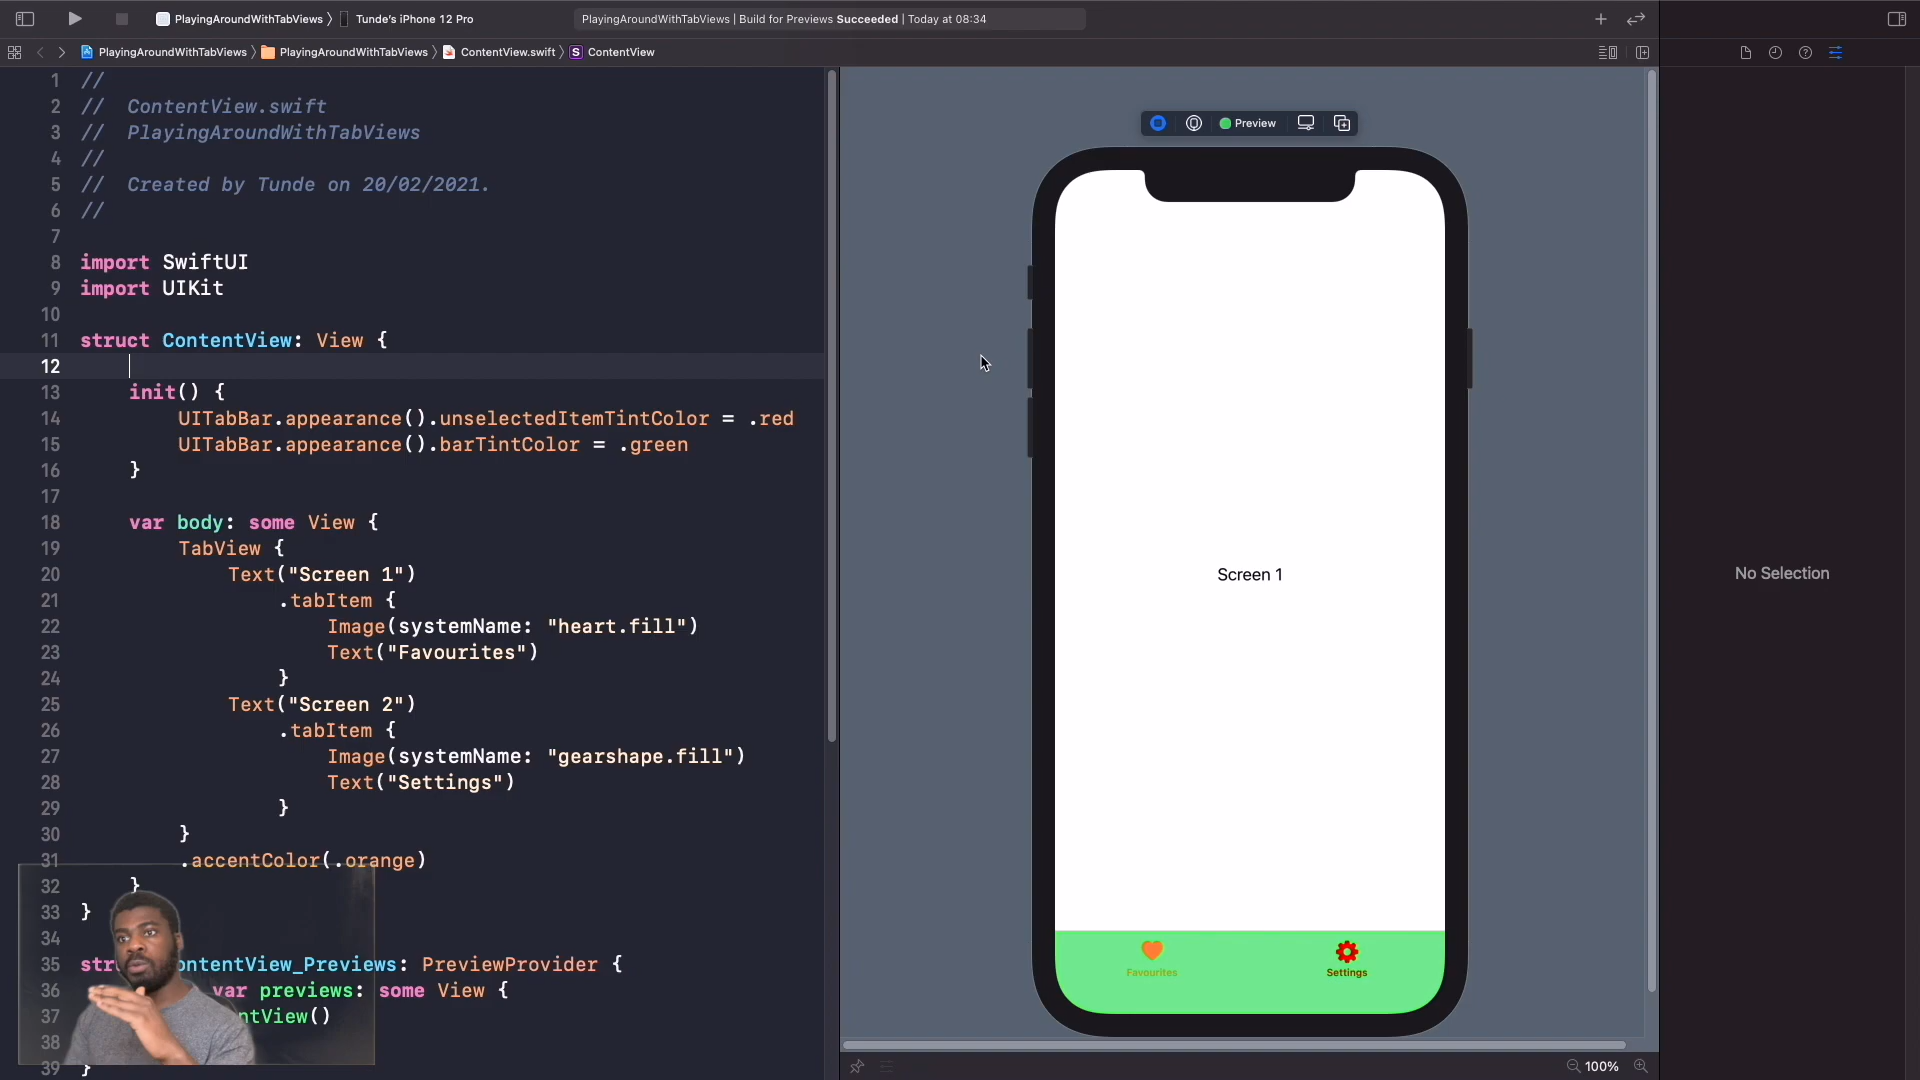 PlayingAroundWithTabViews 〉 Tunde's iPhone 12 Pro
PlayingAroundWithTabViews | Build for Previews Succeeded | Today at 08:34
PlayingAroundWithTabViews 〉 PlayingAroundWithTabViews 〉 ContentView.swift 〉 S ContentView
1 //
2 //  ContentView.swift
3 //  PlayingAroundWithTabViews
4 //
5 //  Created by Tunde on 20/02/2021.
6 //
7
8 import SwiftUI
9 import UIKit
10
11 struct ContentView: View {
12
13 init() {
14 UITabBar.appearance().unselectedItemTintColor = .red
15 UITabBar.appearance().barTintColor = .green
16 }
17
18 var body: some View {
19 TabView {
20 Text("Screen 1")
21 .tabItem {
22 Image(systemName: "heart.fill")
23 Text("Favourites")
24 }
25 Text("Screen 2")
26 .tabItem {
27 Image(systemName: "gearshape.fill")
28 Text("Settings")
29 }
30 }
31 .accentColor(.orange)
32 }
33 }
34
35 str ontentView_Previews: PreviewProvider {
36 var previews: some View {
37 ntView()
38
39 }
Preview
Screen 1
Favourites
Settings
No Selection
100%